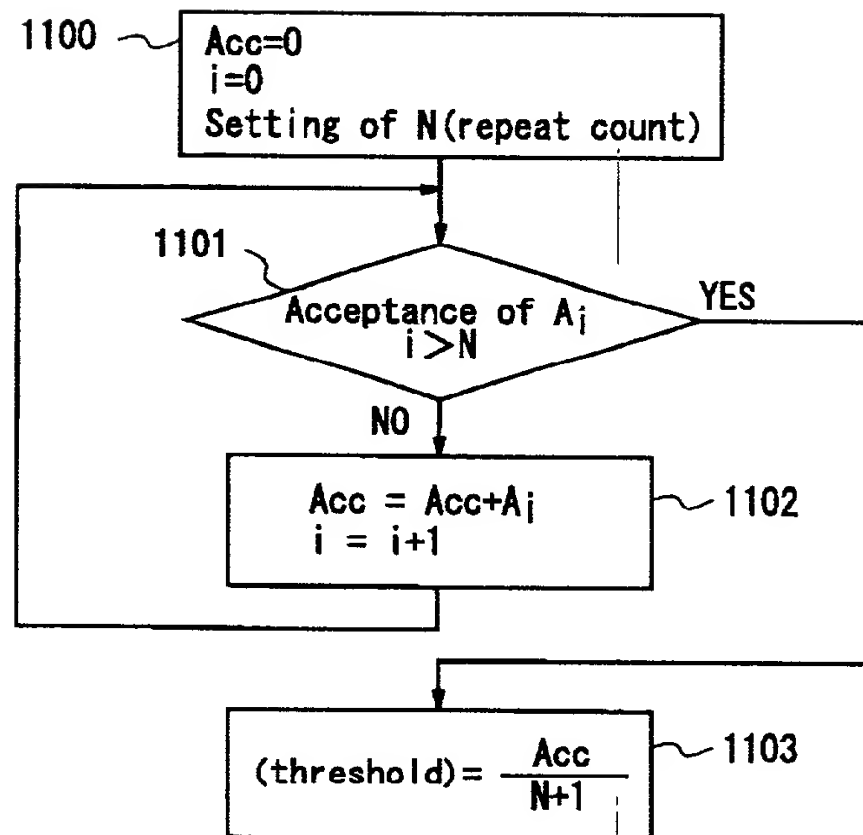 1100
Acc=0
i=0
Setting of N(repeat count)
1101
Acceptance of Ai
i>N
YES
NO
Acc = Acc+Ai
i = i+1
1102
(threshold)= Acc
N+1
1103